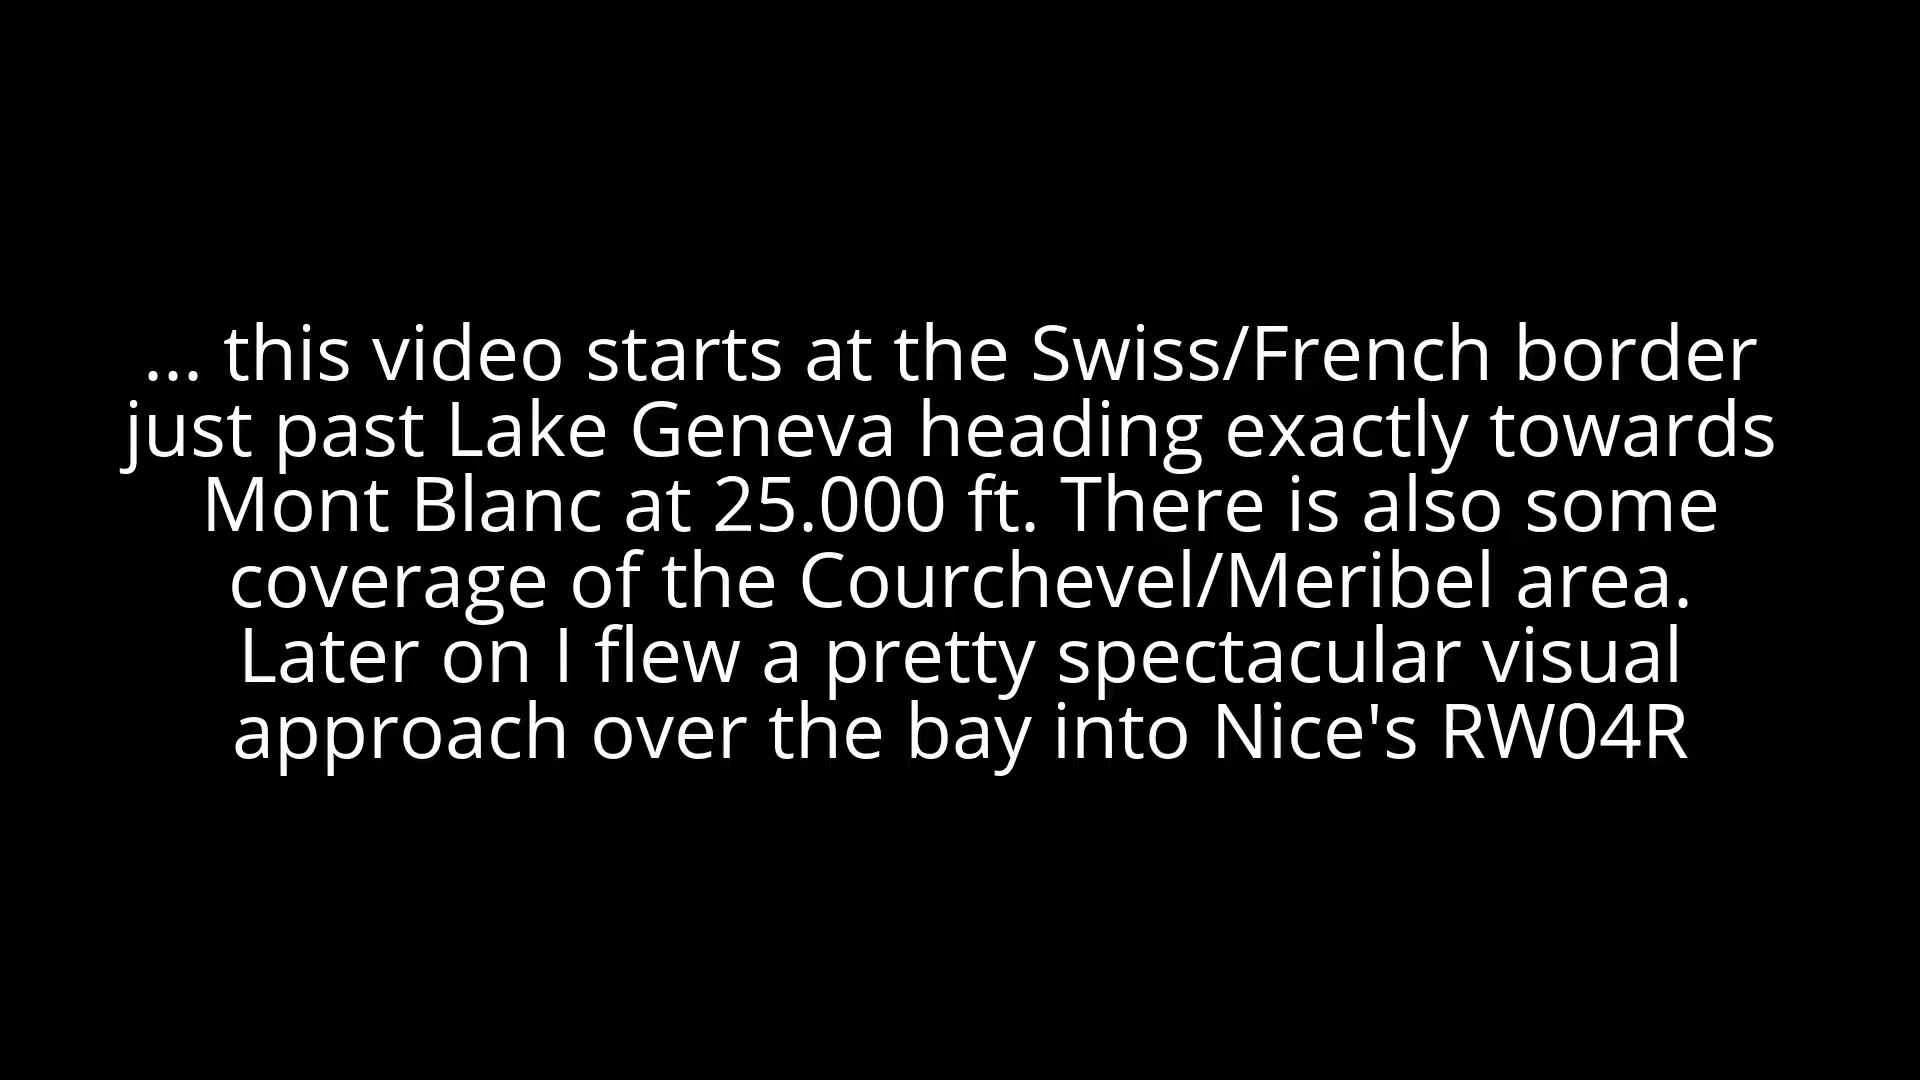 ... this video starts at the Swiss/French border
just past Lake Geneva heading exactly towards
Mont Blanc at 25.000 ft. There is also some
coverage of the Courchevel/Meribel area.
Later on I flew a pretty spectacular visual
approach over the bay into Nice's RW04R